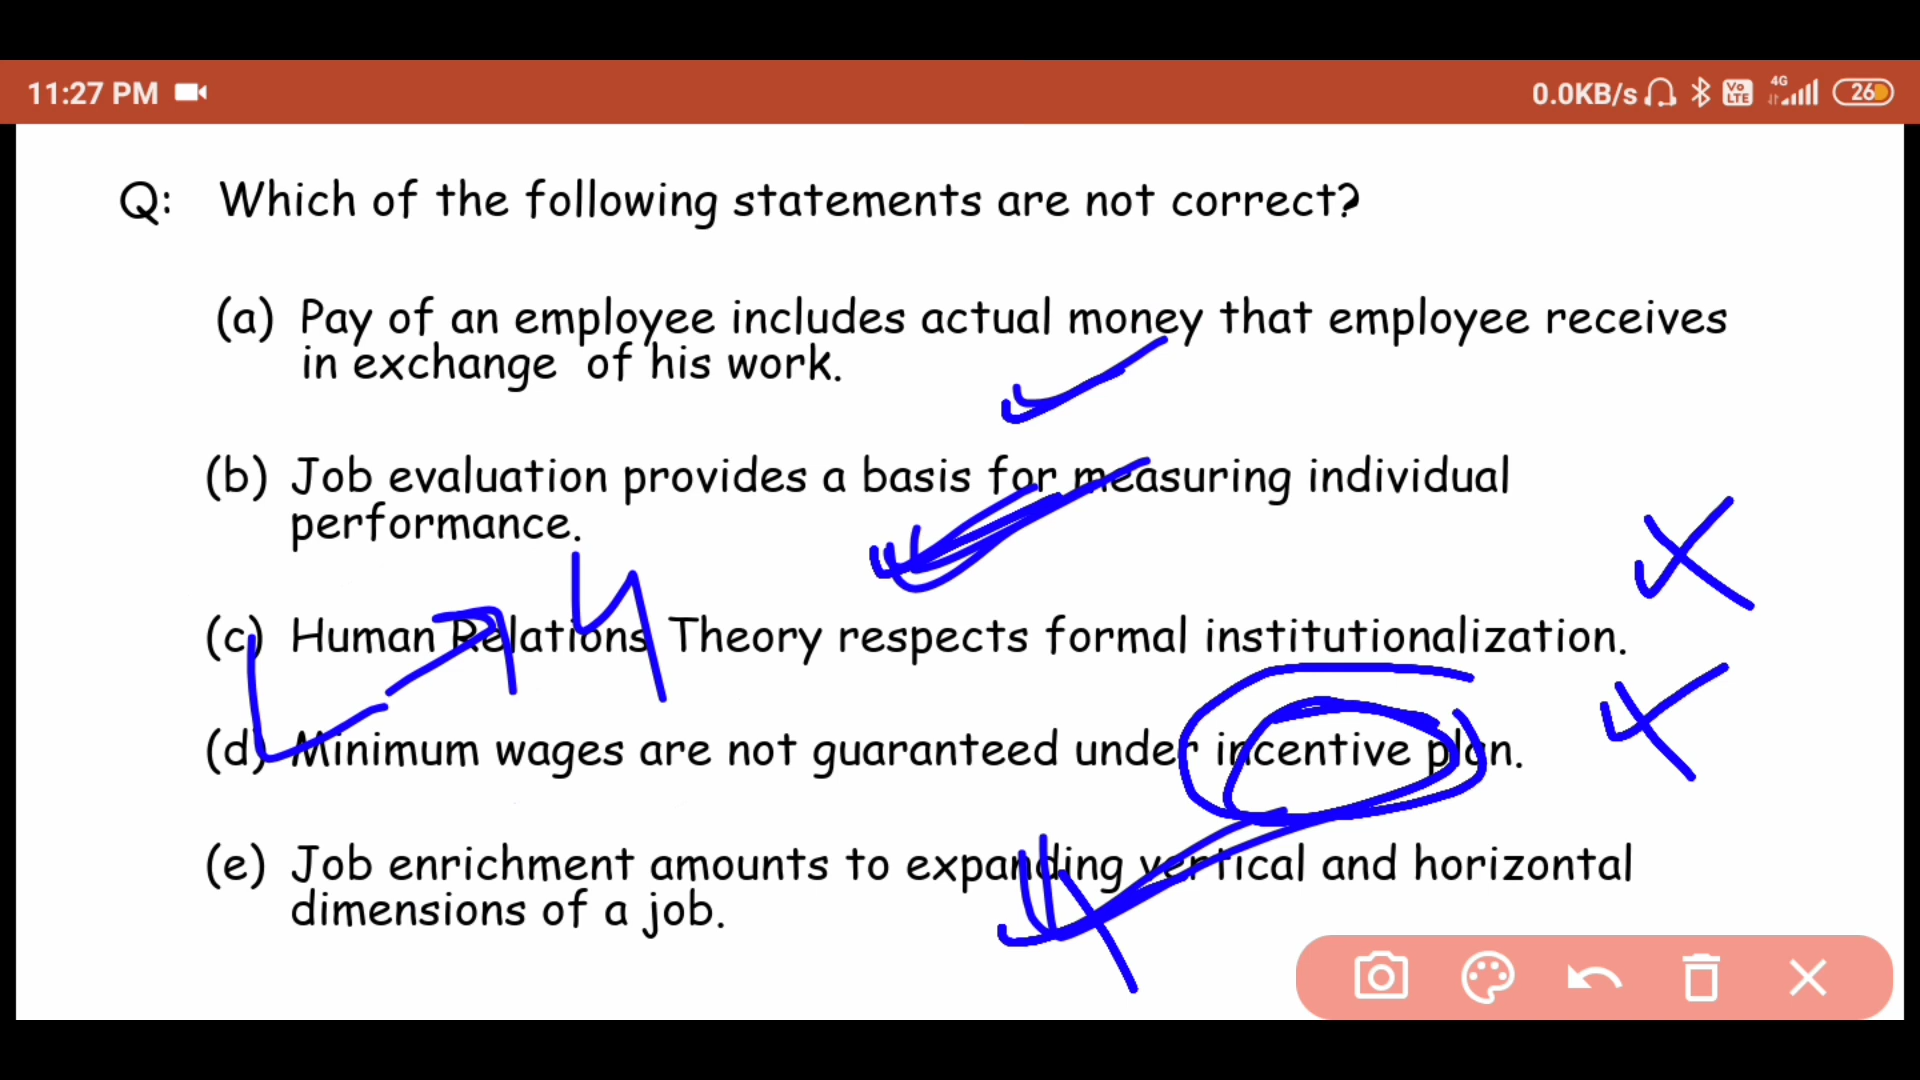 11:27 PM
0.0KB/s Vo LTE 4G 26
Q: Which of the following statements are not correct?
(a) Pay of an employee includes actual money that employee receives
in exchange of his work.
(b) Job evaluation provides a basis for measuring individual
performance.
(c) Human Relations Theory respects formal institutionalization.
(d) Minimum wages are not guaranteed under incentive plan.
(e) Job enrichment amounts to expanding vertical and horizontal
dimensions of a job.